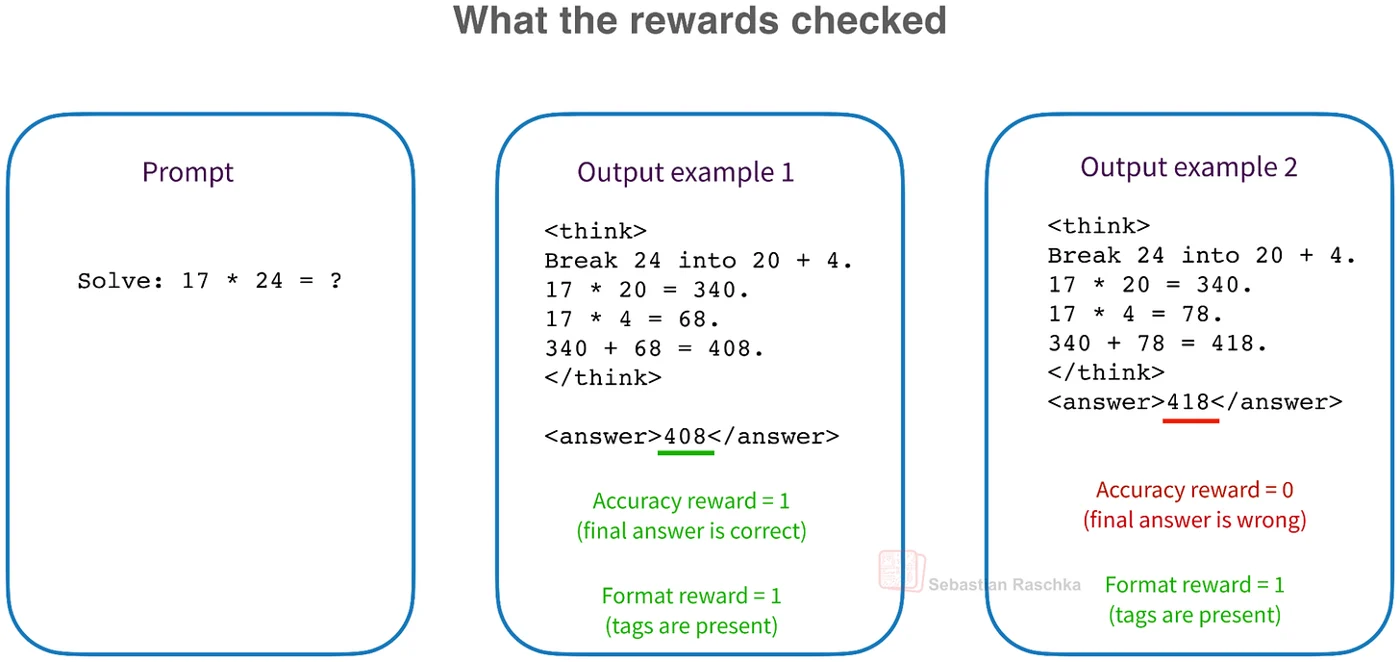 What the rewards checked
Prompt
Solve: 17 * 24 = ?
Output example 1
<think>
Break 24 into 20 + 4.
17 * 20 = 340.
17 * 4 = 68.
340 + 68 = 408.
</think>
<answer>408</answer>
Accuracy reward = 1
(final answer is correct)
Format reward = 1
(tags are present)
Output example 2
<think>
Break 24 into 20 + 4.
17 * 20 = 340.
17 * 4 = 78.
340 + 78 = 418.
</think>
<answer>418</answer>
Accuracy reward = 0
(final answer is wrong)
Format reward = 1
(tags are present)
Sebastian Raschka